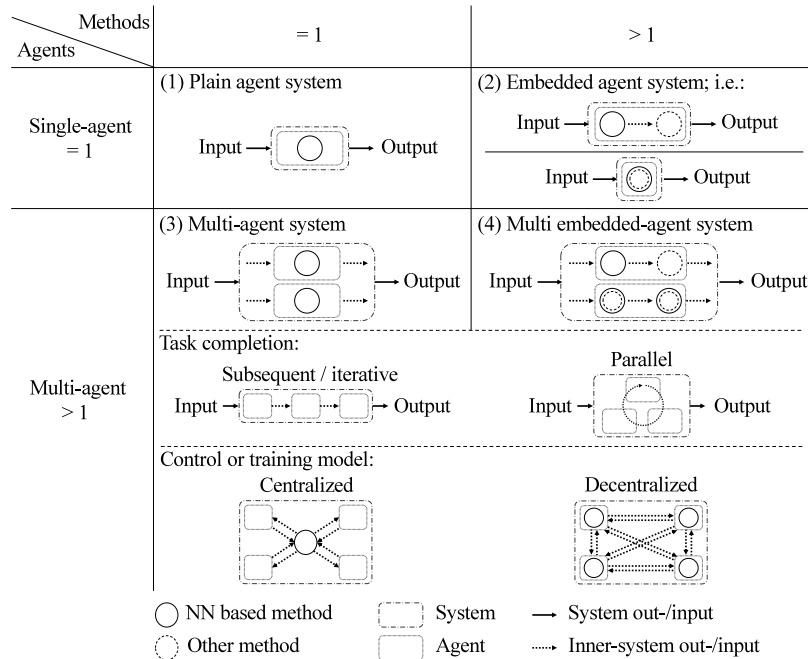 Methods
Agents
= 1
> 1
Single-agent
= 1
(1) Plain agent system
Input
Output
(2) Embedded agent system; i.e.:
Input
Output
Input
Output
Multi-agent
> 1
(3) Multi-agent system
Input
Output
(4) Multi embedded-agent system
Input
Output
Task completion:
Subsequent / iterative
Input
Output
Parallel
Input
Output
Control or training model:
Centralized
Decentralized
NN based method
System
System out-/input
Other method
Agent
Inner-system out-/input